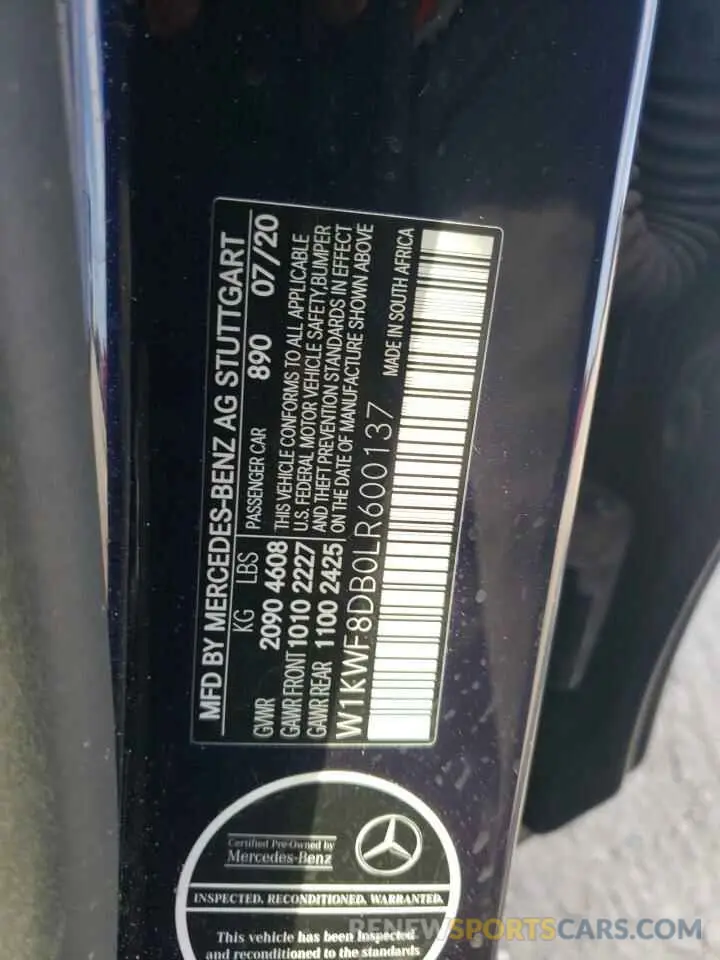 MFD BY MERCEDES-BENZ AG STUTTGART
KG LBS PASSENGER CAR 890 07/20
GVWR 2090 4608 THIS VEHICLE CONFORMS TO ALL APPLICABLE
GAWR FRONT 1010 2227 U.S. FEDERAL MOTOR VEHICLE SAFETY,BUMPER
GAWR REAR 1100 2425 AND THEFT PREVENTION STANDARDS IN EFFECT
ON THE DATE OF MANUFACTURE SHOWN ABOVE
W1KWF8DB0LR600137 MADE IN SOUTH AFRICA
Certified Pre-Owned by
Mercedes-Benz
INSPECTED. RECONDITIONED. WARRANTED.
This vehicle has been inspected
and reconditioned to the standards
RENEWSPORTSCARS.COM